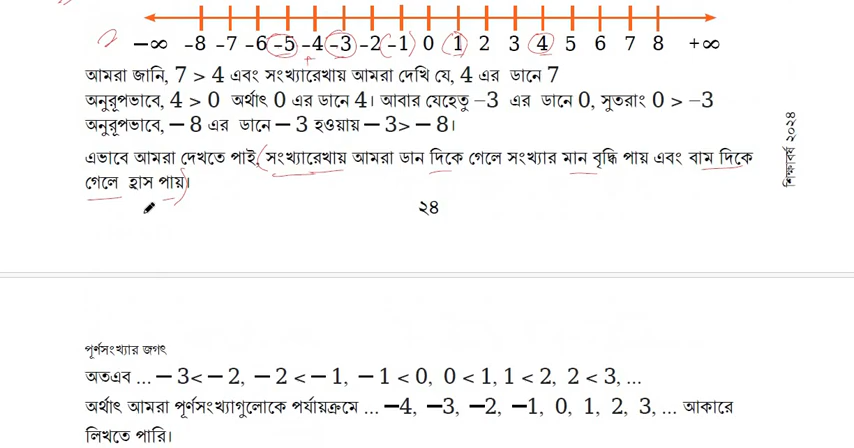 −∞ -8 -7 -6 -5 -4 -3 -2 -1 0 1 2 3 4 5 6 7 8 +∞
আমরা জানি, 7 > 4 এবং সংখ্যারেখায় আমরা দেখি যে, 4 এর ডানে 7
অনুরূপভাবে, 4 > 0 অর্থাৎ 0 এর ডানে 4। আবার যেহেতু −3 এর ডানে 0, সুতরাং 0 > −3
অনুরূপভাবে, − 8 এর ডানে − 3 হওয়ায় − 3> − 8।
এভাবে আমরা দেখতে পাই, সংখ্যারেখায় আমরা ডান দিকে গেলে সংখ্যার মান বৃদ্ধি পায় এবং বাম দিকে
গেলে হ্রাস পায়।
২৪
শিক্ষাবর্ষ ২০২৪
পূর্ণসংখ্যার জগৎ
অতএব ... − 3 < − 2, − 2 < − 1, − 1 < 0, 0 < 1, 1 < 2, 2 < 3, ...
অর্থাৎ আমরা পূর্ণসংখ্যাগুলোকে পর্যায়ক্রমে ... −4, −3, −2, −1, 0, 1, 2, 3, ... আকারে
লিখতে পারি।